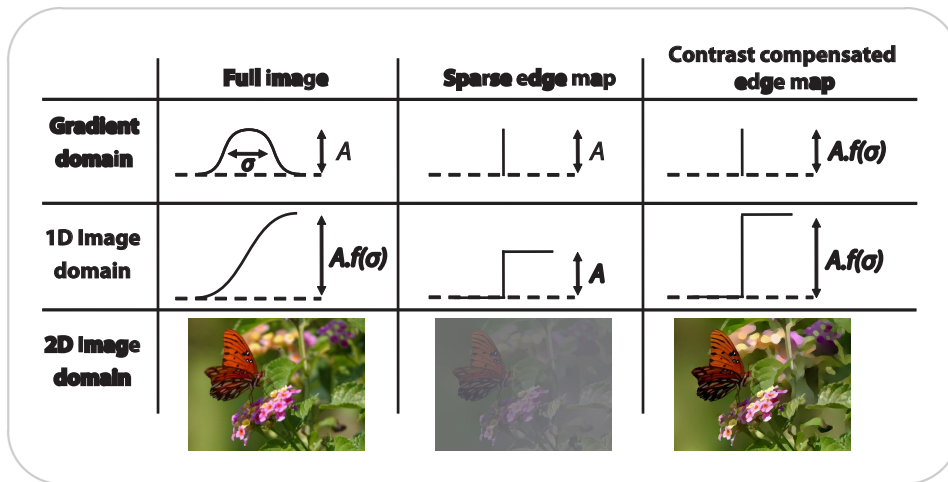 Full image
Sparse edge map
Contrast compensated
edge map
Gradient
domain
σ
A
A
A.f(σ)
1D Image
domain
A.f(σ)
A
A.f(σ)
2D Image
domain